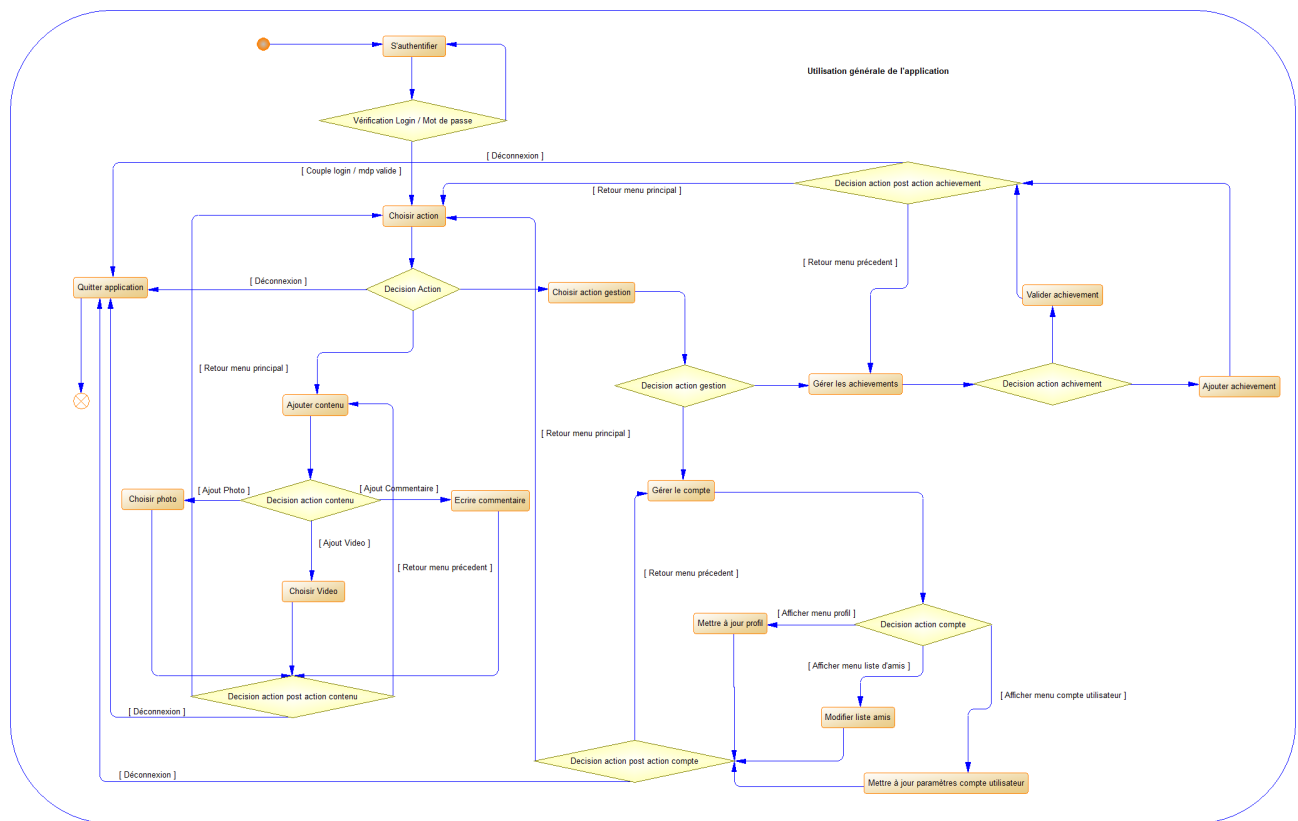 S'authentifier
Utilisation générale de l'application
Vérification Login / Mot de passe
[ Déconnexion ]
[ Couple login / mdp valide ]
Decision action post action achievement
[ Retour menu principal ]
Choisir action
[ Retour menu précedent ]
[ Déconnexion ]
Quitter application
Decision Action
Choisir action gestion
Valider achievement
[ Retour menu principal ]
Decision action gestion
Gérer les achievements
Decision action achivement
Ajouter achievement
Ajouter contenu
[ Retour menu principal ]
[ Ajout Photo ]
[ Ajout Commentaire ]
Choisir photo
Decision action contenu
Ecrire commentaire
Gérer le compte
[ Ajout Video ]
[ Retour menu précedent ]
[ Retour menu précedent ]
Choisir Video
[ Afficher menu profil ]
Mettre à jour profil
Decision action compte
[ Afficher menu liste d'amis ]
Decision action post action contenu
[ Afficher menu compte utilisateur ]
[ Déconnexion ]
Modifier liste amis
Decision action post action compte
[ Déconnexion ]
Mettre à jour paramètres compte utilisateur